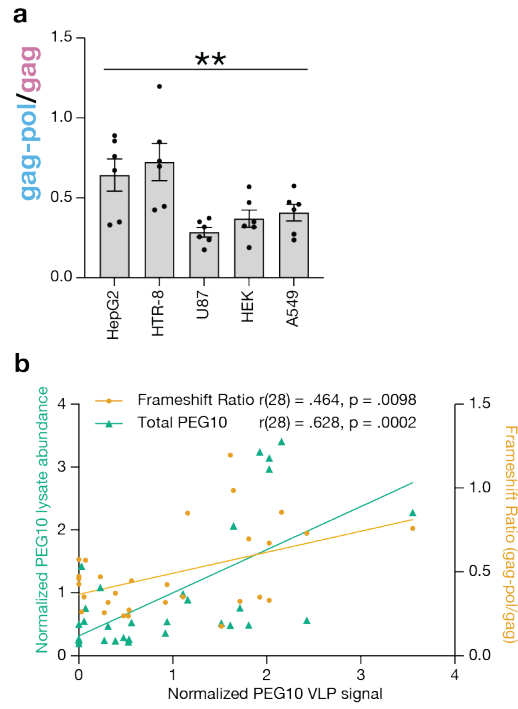 a
gag-pol/gag
1.5
1.0
0.5
0.0
**
HepG2
HTR-8
U87
HEK
A549
b
Frameshift Ratio r(28) = .464, p = .0098
Total PEG10 r(28) = .628, p = .0002
Normalized PEG10 lysate abundance
4
3
2
1
0
0 1 2 3 4
Normalized PEG10 VLP signal
1.5
1.0
0.5
0.0
Frameshift Ratio (gag-pol/gag)